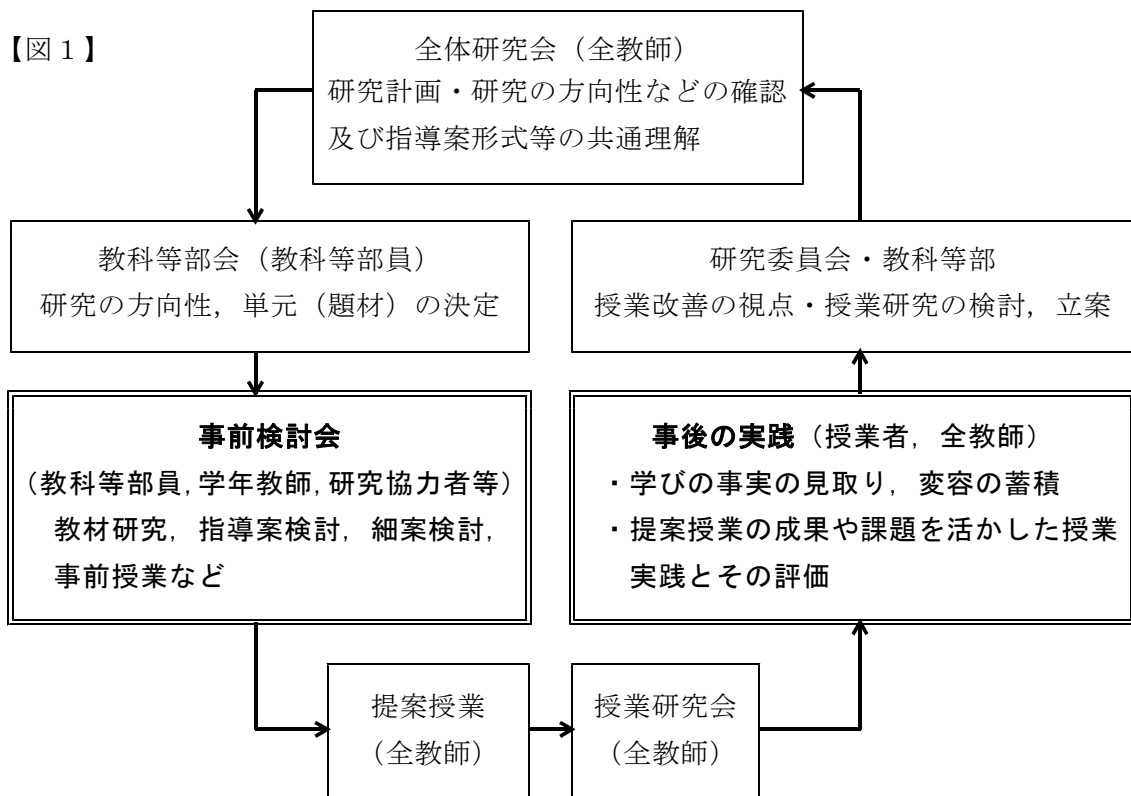 【図１】
全体研究会（全教師）
研究計画・研究の方向性などの確認
及び指導案形式等の共通理解
教科等部会（教科等部員）
研究の方向性，単元（題材）の決定
研究委員会・教科等部
授業改善の視点・授業研究の検討，立案
事前検討会
（教科等部員，学年教師，研究協力者等）
教材研究，指導案検討，細案検討，
事前授業など
事後の実践（授業者，全教師）
・学びの事実の見取り，変容の蓄積
・提案授業の成果や課題を活かした授業
実践とその評価
提案授業
（全教師）
授業研究会
（全教師）